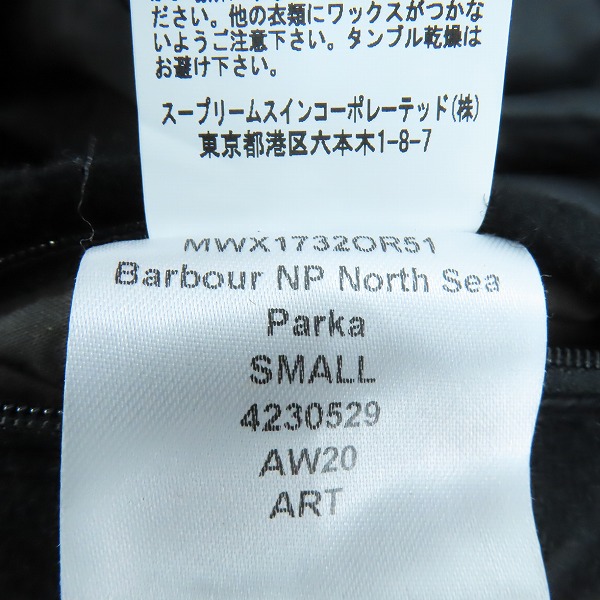 ださい。他の衣類にワックスがつかな
いようご注意下さい。タンブル乾燥は
お避け下さい。
スープリームスインコーポレーテッド(株)
東京都港区六本木1-8-7
MWX1732OR51
Barbour NP North Sea
Parka
SMALL
4230529
AW20
ART